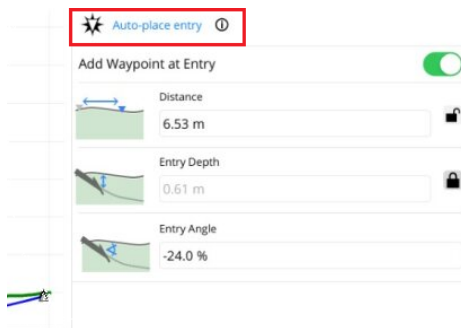 Auto-place entry
Add Waypoint at Entry
Distance
6.53 m
Entry Depth
0.61 m
Entry Angle
-24.0 %